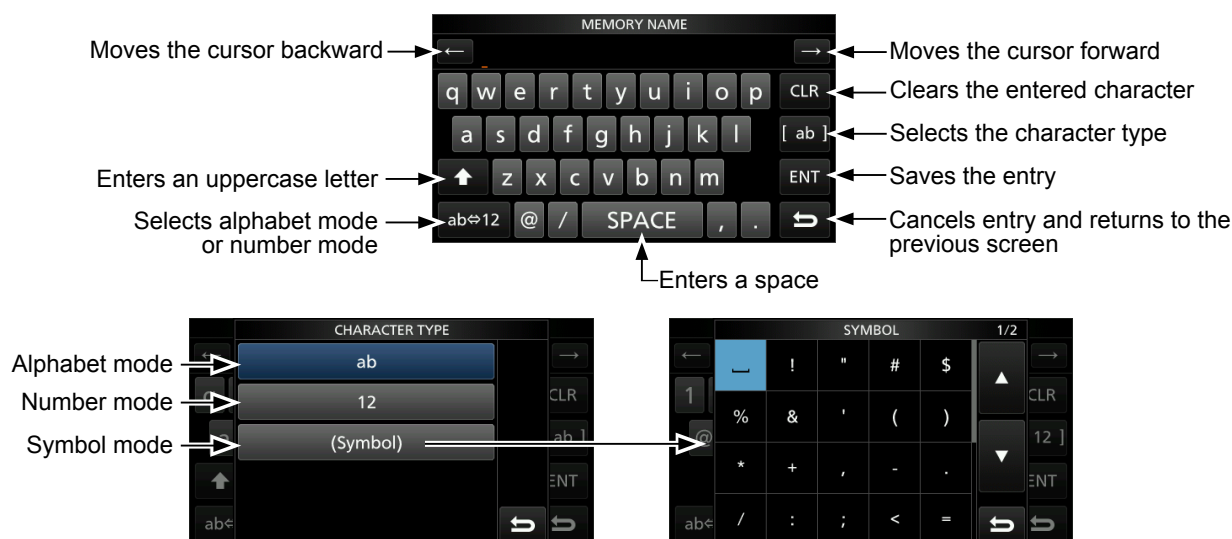 MEMORY NAME
Moves the cursor backward
←
→
Moves the cursor forward
q w e r t y u i o p
CLR
Clears the entered character
a s d f g h j k l
[ ab ]
Selects the character type
Enters an uppercase letter
z x c v b n m
ENT
Saves the entry
Selects alphabet mode
or number mode
ab⇔12 @ / SPACE , .
Cancels entry and returns to the
previous screen
Enters a space
CHARACTER TYPE
Alphabet mode
ab
→
Number mode
12
CLR
Symbol mode
(Symbol)
ab ]
ENT
ab⇔
SYMBOL
1/2
← ! " # $ ▲ →
1 CLR
@ % & ' ( ) 12 ]
* + , - . ▼
ENT
ab⇔ / : ; < =